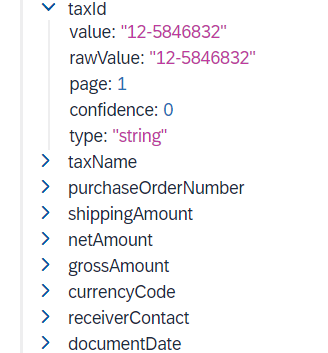 taxId
value: "12-5846832"
rawValue: "12-5846832"
page: 1
confidence: 0
type: "string"
taxName
purchaseOrderNumber
shippingAmount
netAmount
grossAmount
currencyCode
receiverContact
documentDate